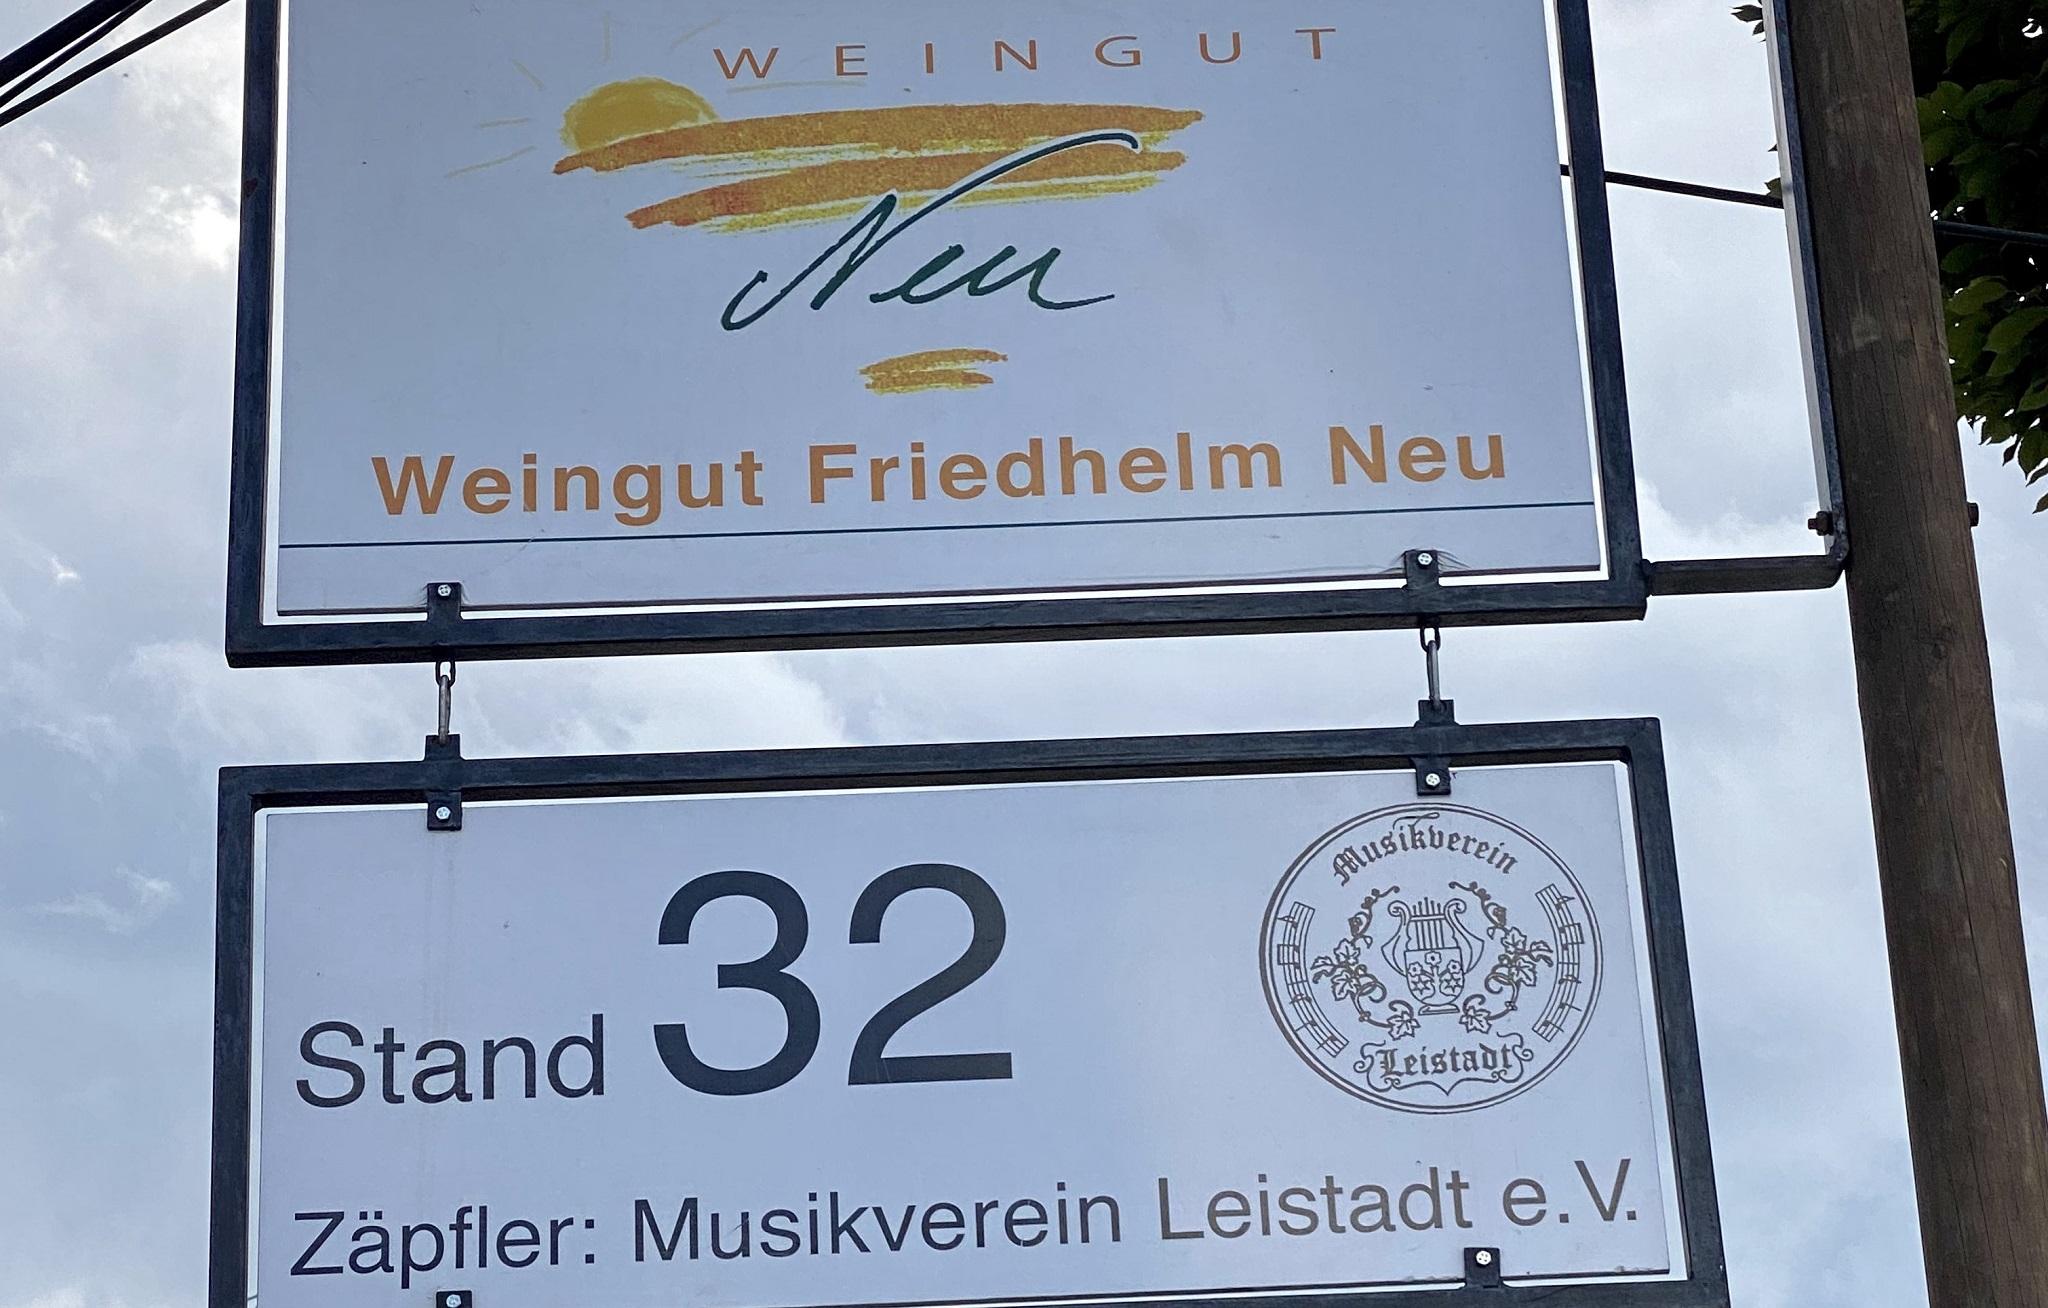 WEINGUT
Neu
Weingut Friedhelm Neu
Musikverein
Stand 32
Leistadt
Zäpfler: Musikverein Leistadt e.V.